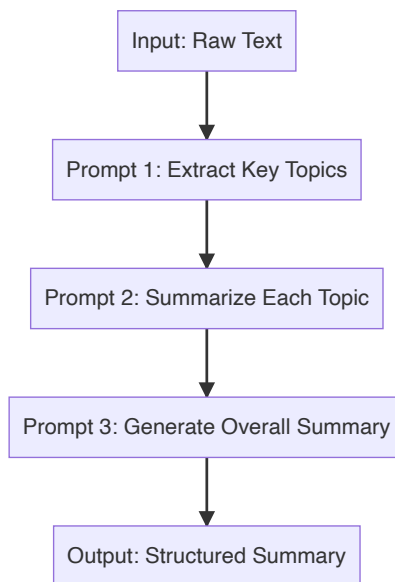 Input: Raw Text
Prompt 1: Extract Key Topics
Prompt 2: Summarize Each Topic
Prompt 3: Generate Overall Summary
Output: Structured Summary